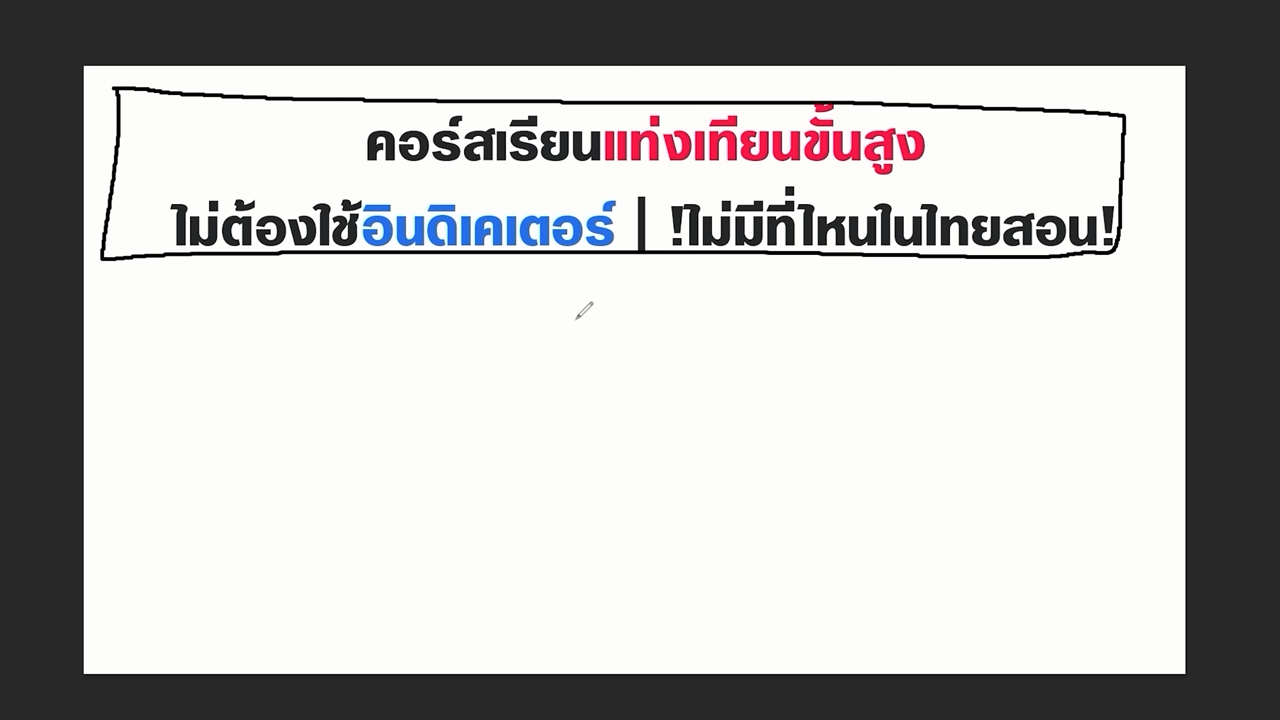 คอร์สเรียนแท่งเทียนขั้นสูง
ไม่ต้องใช้อินดิเคเตอร์ | !ไม่มีที่ไหนในไทยสอน!